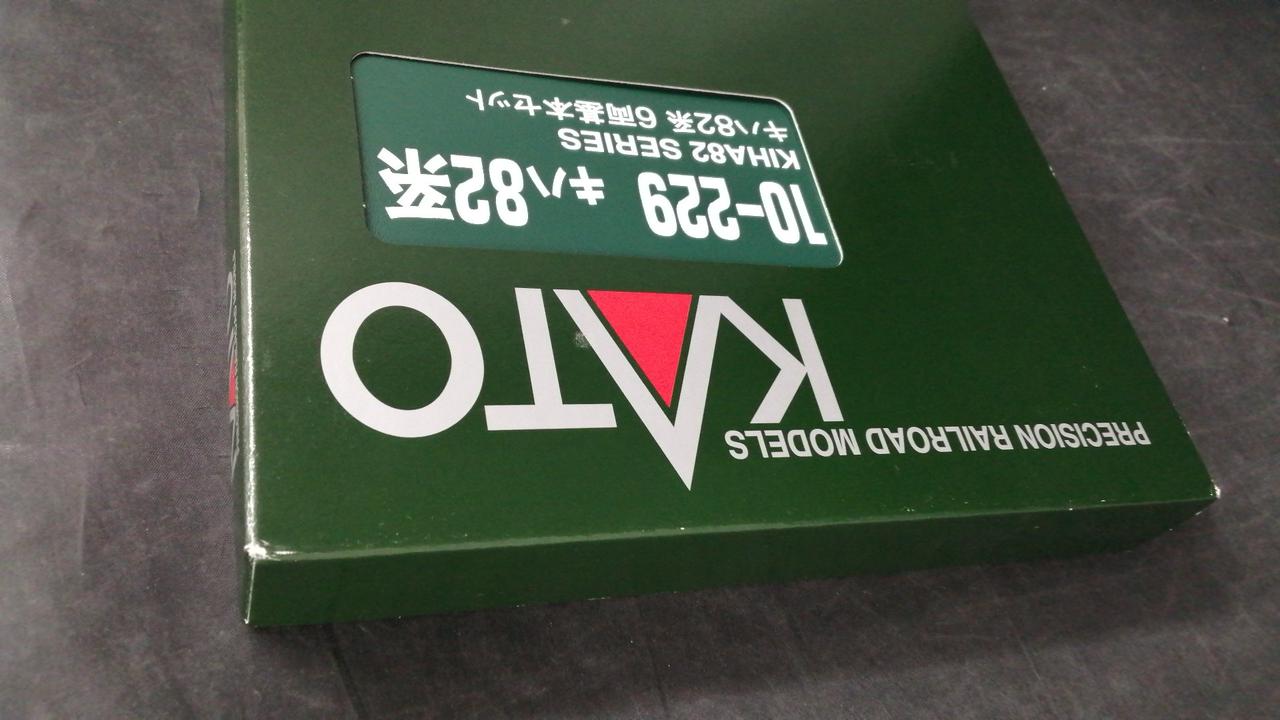 PRECISION RAILROAD MODELS
KATO
10-229 キハ82系
KIHA82 SERIES
キハ82系 6両基本セット